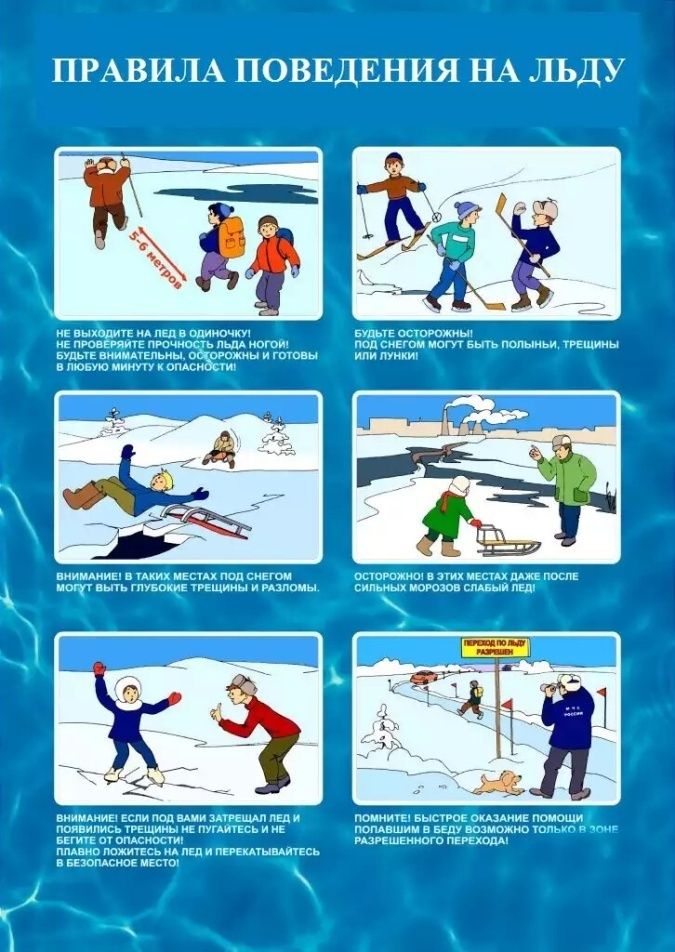 ПРАВИЛА ПОВЕДЕНИЯ НА ЛЬДУ
5-6 метров
НЕ ВЫХОДИТЕ НА ЛЕД В ОДИНОЧКУ!
НЕ ПРОВЕРЯЙТЕ ПРОЧНОСТЬ ЛЬДА НОГОЙ!
БУДЬТЕ ВНИМАТЕЛЬНЫ, ОСТОРОЖНЫ И ГОТОВЫ
В ЛЮБУЮ МИНУТУ К ОПАСНОСТИ!
БУДЬТЕ ОСТОРОЖНЫ!
ПОД СНЕГОМ МОГУТ БЫТЬ ПОЛЫНЬИ, ТРЕЩИНЫ
ИЛИ ЛУНКИ!
ВНИМАНИЕ! В ТАКИХ МЕСТАХ ПОД СНЕГОМ
МОГУТ ВЫТЬ ГЛУБОКИЕ ТРЕЩИНЫ И РАЗЛОМЫ.
ОСТОРОЖНО! В ЭТИХ МЕСТАХ ДАЖЕ ПОСЛЕ
СИЛЬНЫХ МОРОЗОВ СЛАБЫЙ ЛЕД!
ВНИМАНИЕ! ЕСЛИ ПОД ВАМИ ЗАТРЕЩАЛ ЛЕД И
ПОЯВИЛИСЬ ТРЕЩИНЫ НЕ ПУГАЙТЕСЬ И НЕ
БЕГИТЕ ОТ ОПАСНОСТИ!
ПЛАВНО ЛОЖИТЕСЬ НА ЛЕД И ПЕРЕКАТЫВАЙТЕСЬ
В БЕЗОПАСНОЕ МЕСТО!
ПЕРЕХОД ПО ЛЬДУ
РАЗРЕШЕН
М Ч С
РОССИИ
ПОМНИТЕ! БЫСТРОЕ ОКАЗАНИЕ ПОМОЩИ
ПОПАВШИМ В БЕДУ ВОЗМОЖНО ТОЛЬКО В ЗОНЕ
РАЗРЕШЕННОГО ПЕРЕХОДА!